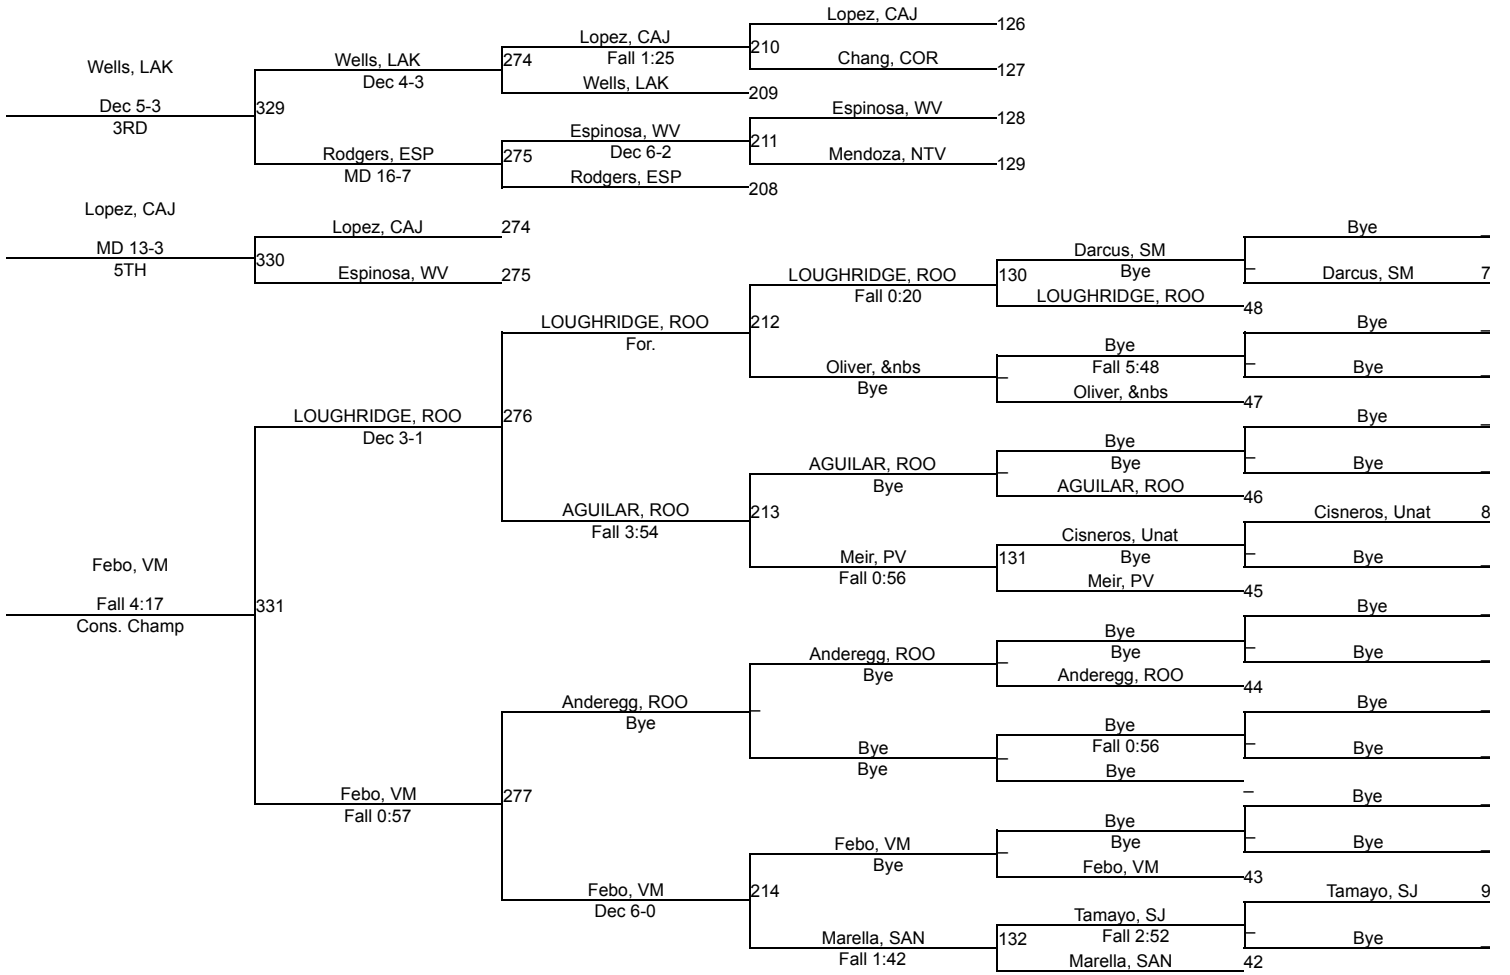 Lopez, CAJ
126
Lopez, CAJ
210
Fall 1:25
Wells, LAK
274
Chang, COR
127
Wells, LAK
Dec 4-3
Wells, LAK
209
Dec 5-3
329
3RD
Espinosa, WV
128
Espinosa, WV
211
Dec 6-2
Rodgers, ESP
275
Mendoza, NTV
129
MD 16-7
Rodgers, ESP
208
Lopez, CAJ
Lopez, CAJ
274
MD 13-3
330
5TH
Espinosa, WV
275
Bye
Darcus, SM
Bye
Darcus, SM
7
LOUGHRIDGE, ROO
130
Fall 0:20
LOUGHRIDGE, ROO
48
LOUGHRIDGE, ROO
212
For.
Bye
Bye
Fall 5:48
Bye
Oliver, &nbs
Bye
Oliver, &nbs
47
LOUGHRIDGE, ROO
276
Dec 3-1
Bye
Bye
Bye
Bye
AGUILAR, ROO
Bye
AGUILAR, ROO
46
AGUILAR, ROO
213
Fall 3:54
Cisneros, Unat
8
Cisneros, Unat
Bye
Bye
Meir, PV
131
Fall 0:56
Meir, PV
45
Febo, VM
Fall 4:17
331
Cons. Champ
Bye
Bye
Bye
Bye
Anderegg, ROO
Bye
Anderegg, ROO
44
Anderegg, ROO
Bye
Bye
Bye
Fall 0:56
Bye
Bye
Bye
Bye
Febo, VM
277
Fall 0:57
Bye
Bye
Bye
Bye
Febo, VM
Bye
Febo, VM
43
Febo, VM
214
Dec 6-0
Tamayo, SJ
9
Tamayo, SJ
Fall 2:52
Bye
Marella, SAN
132
Fall 1:42
Marella, SAN
42